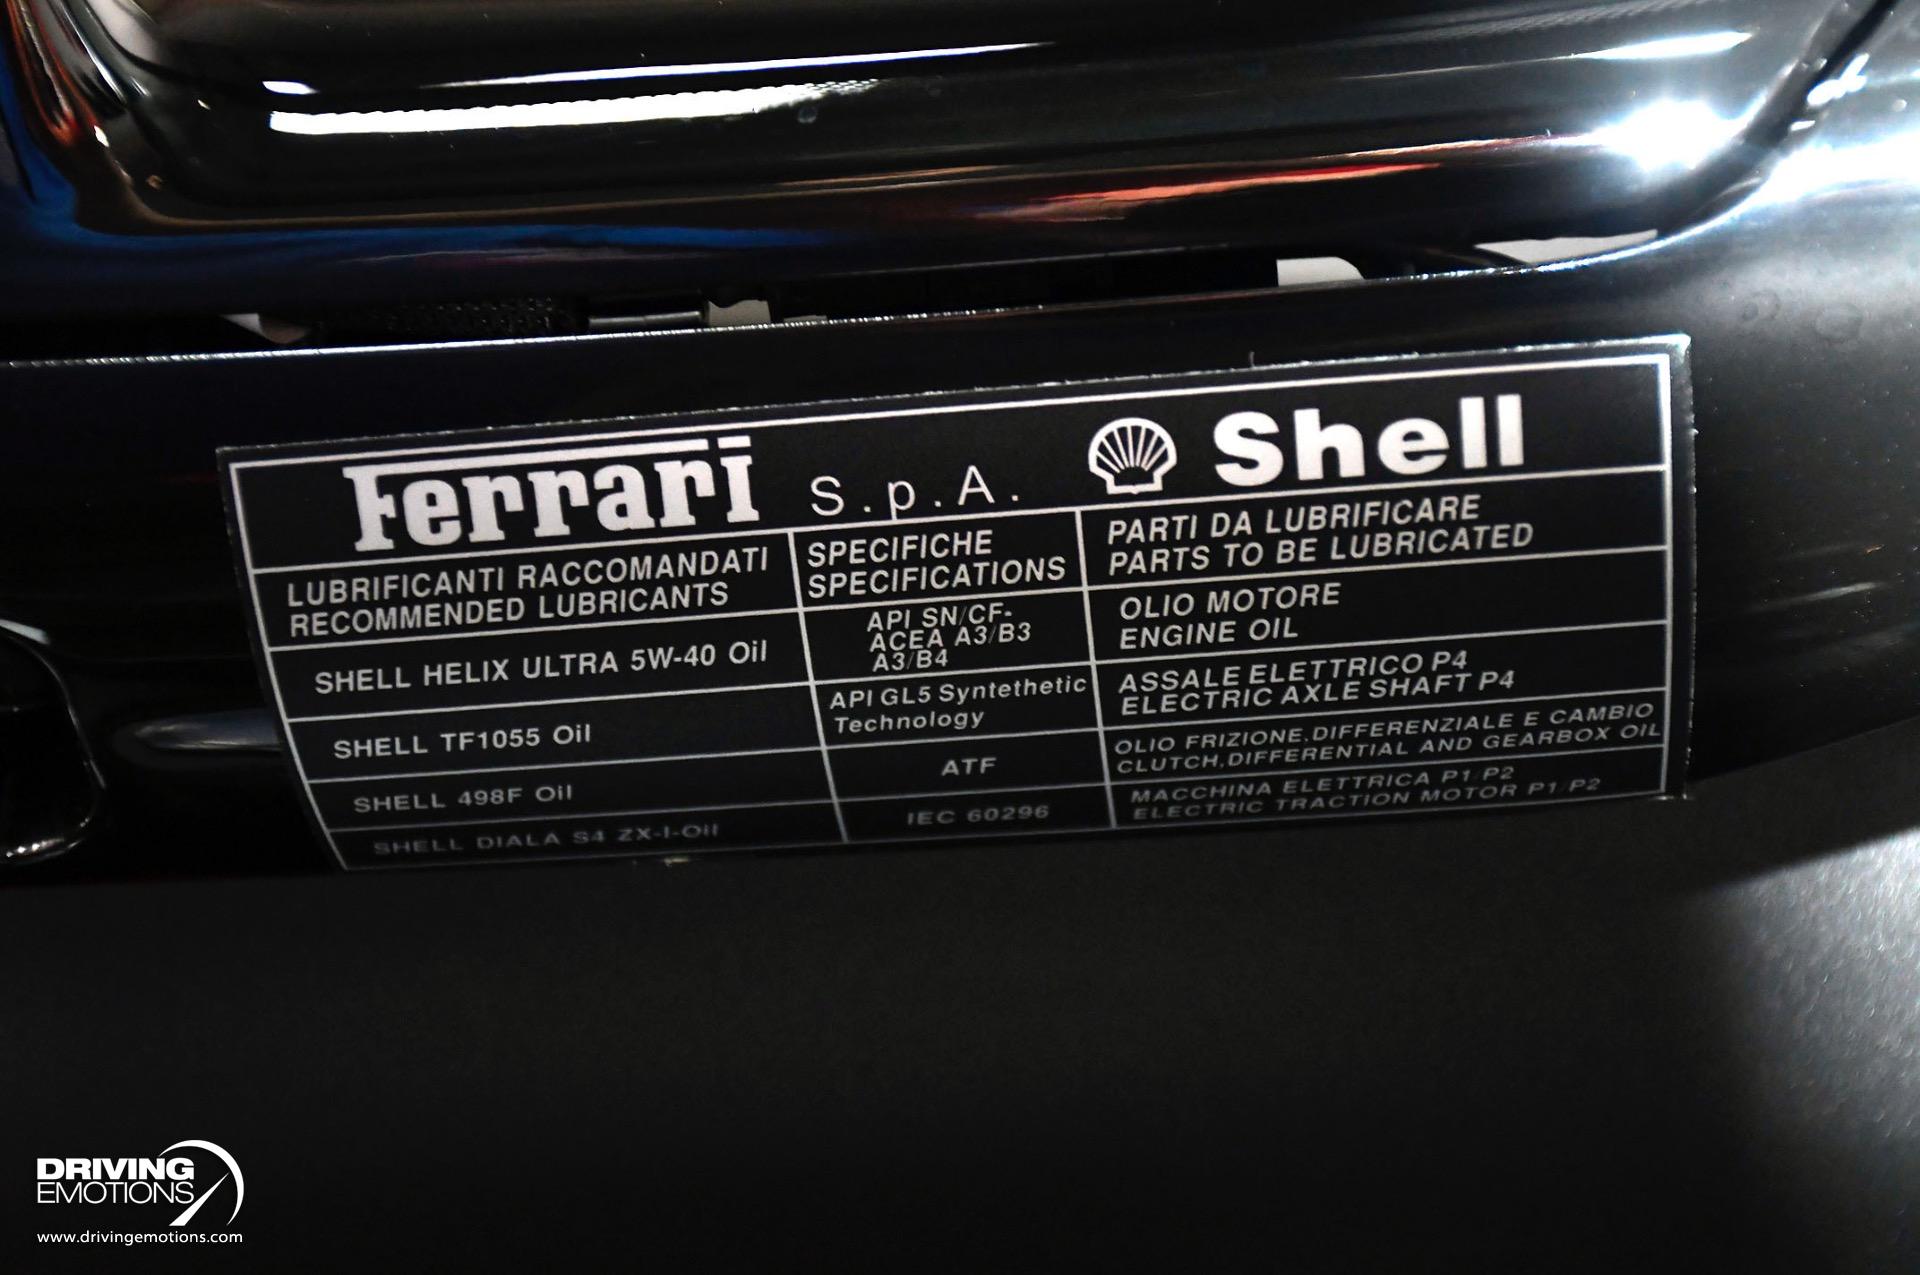 Ferrari S.p.A. Shell
LUBRIFICANTI RACCOMANDATI
RECOMMENDED LUBRICANTS
SPECIFICHE
SPECIFICATIONS
PARTI DA LUBRIFICARE
PARTS TO BE LUBRICATED
SHELL HELIX ULTRA 5W-40 Oil
API SN/CF-
ACEA A3/B3
A3/B4
OLIO MOTORE
ENGINE OIL
SHELL TF1055 Oil
API GL5 Syntethetic
Technology
ASSALE ELETTRICO P4
ELECTRIC AXLE SHAFT P4
SHELL 498F Oil
ATF
OLIO FRIZIONE,DIFFERENZIALE E CAMBIO
CLUTCH,DIFFERENTIAL AND GEARBOX OIL
SHELL DIALA S4 ZX-I-Oil
IEC 60296
MACCHINA ELETTRICA P1/P2
ELECTRIC TRACTION MOTOR P1/P2
DRIVING
EMOTIONS
www.drivingemotions.com